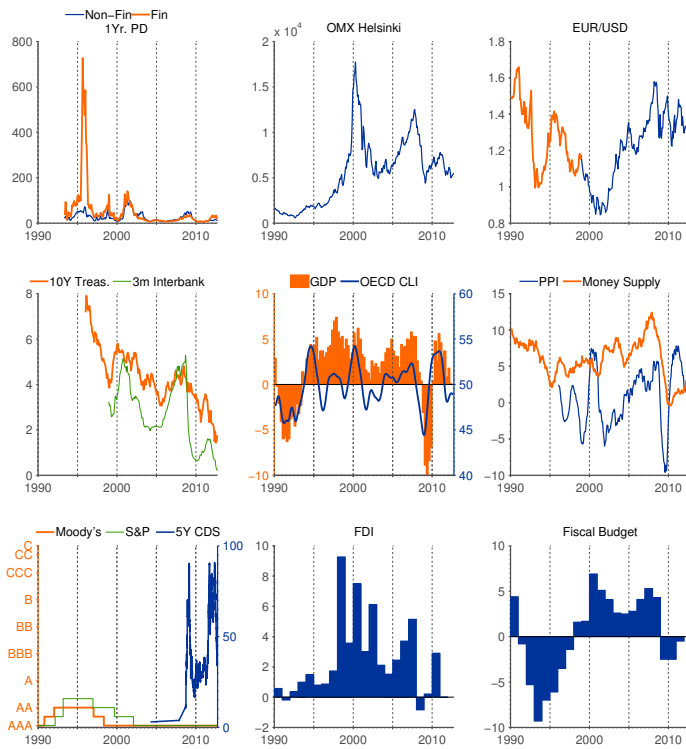 Non−Fin Fin
1Yr. PD
800
600
400
200
0
1990 2000 2010
OMX Helsinki
x 10^4
2
1.5
1
0.5
0
1990 2000 2010
EUR/USD
1.8
1.6
1.4
1.2
1
0.8
1990 2000 2010
10Y Treas. 3m Interbank
8
6
4
2
0
1990 2000 2010
GDP OECD CLI
10 60
5 55
0 50
−5 45
−10 40
1990 2000 2010
PPI Money Supply
15
10
5
0
−5
−10
1990 2000 2010
Moody's S&P 5Y CDS
C 100
CC
CCC
B
BB 50
BBB
A
AA
AAA 0
1990 2000 2010
FDI
10
8
6
4
2
0
−2
1990 2000 2010
Fiscal Budget
10
5
0
−5
−10
1990 2000 2010